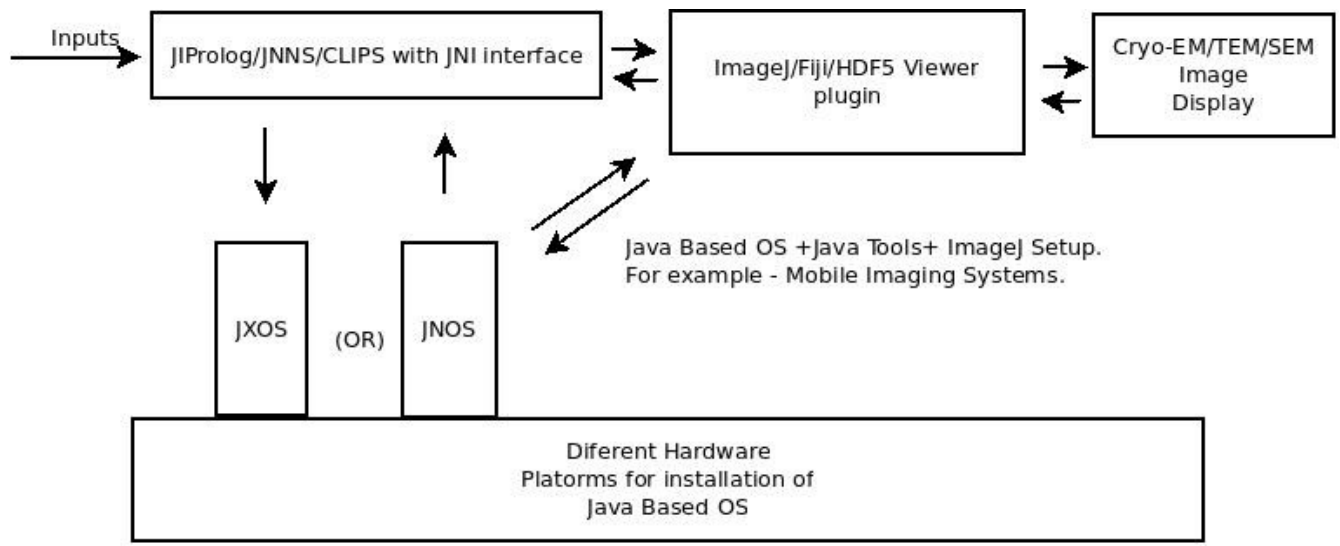 Inputs
JIProlog/JNNS/CLIPS with JNI interface
ImageJ/Fiji/HDF5 Viewer
plugin
Cryo-EM/TEM/SEM
Image
Display
Java Based OS +Java Tools+ ImageJ Setup.
For example - Mobile Imaging Systems.
JXOS
(OR)
JNOS
Diferent Hardware
Platorms for installation of
Java Based OS